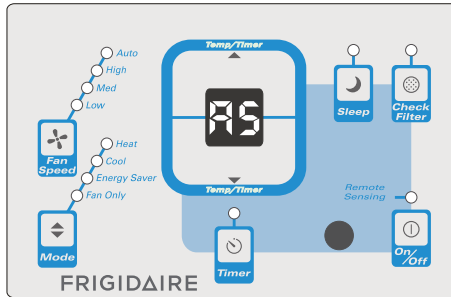 Temp/Timer
Auto
High
Med
Low
Fan
Speed
AS
Sleep
Check
Filter
Heat
Cool
Energy Saver
Fan Only
Temp/Timer
Remote
Sensing
Mode
Timer
On/Off
FRIGIDAIRE